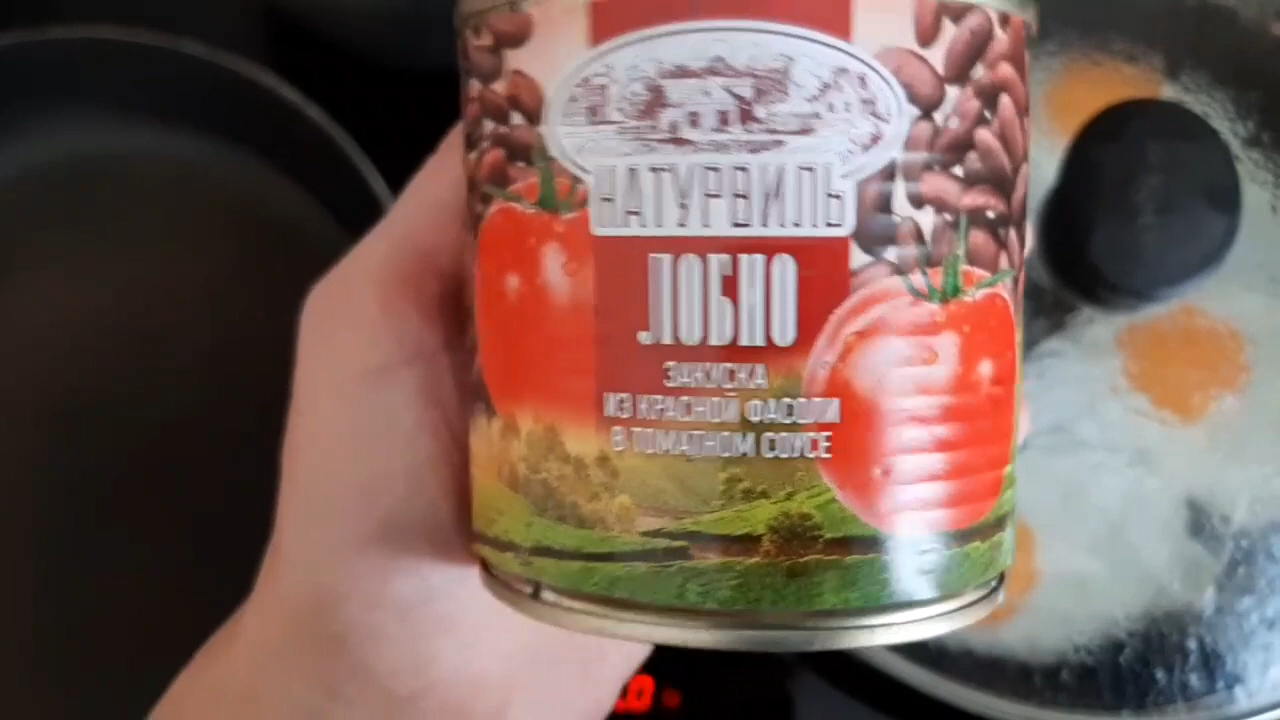 НАТУРВИЛЬ
ЛОБИО
ЗАКУСКА
ИЗ КРАСНОЙ ФАСОЛИ
В ТОМАТНОМ СОУСЕ